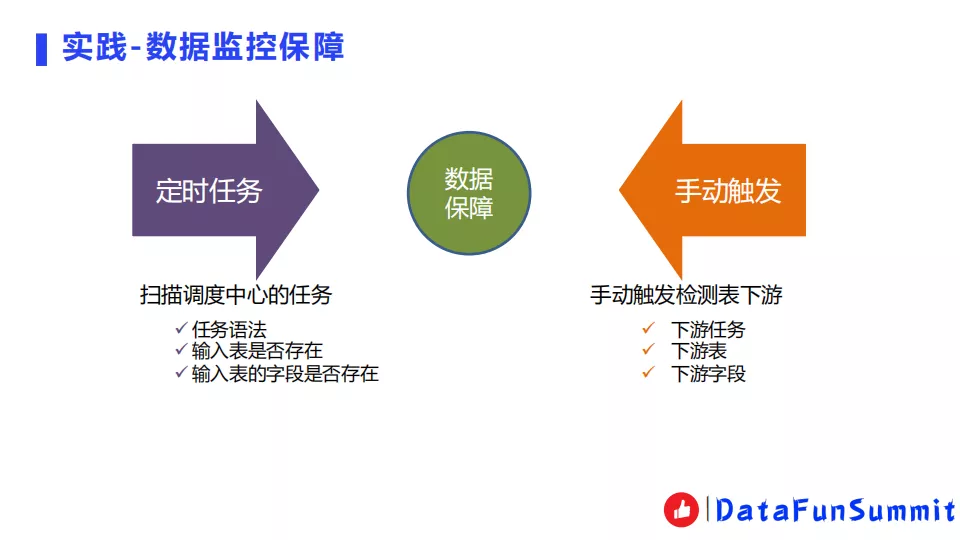 实践-数据监控保障
定时任务
数据
保障
手动触发
扫描调度中心的任务
任务语法
输入表是否存在
输入表的字段是否存在
手动触发检测表下游
下游任务
下游表
下游字段
DataFunSummit